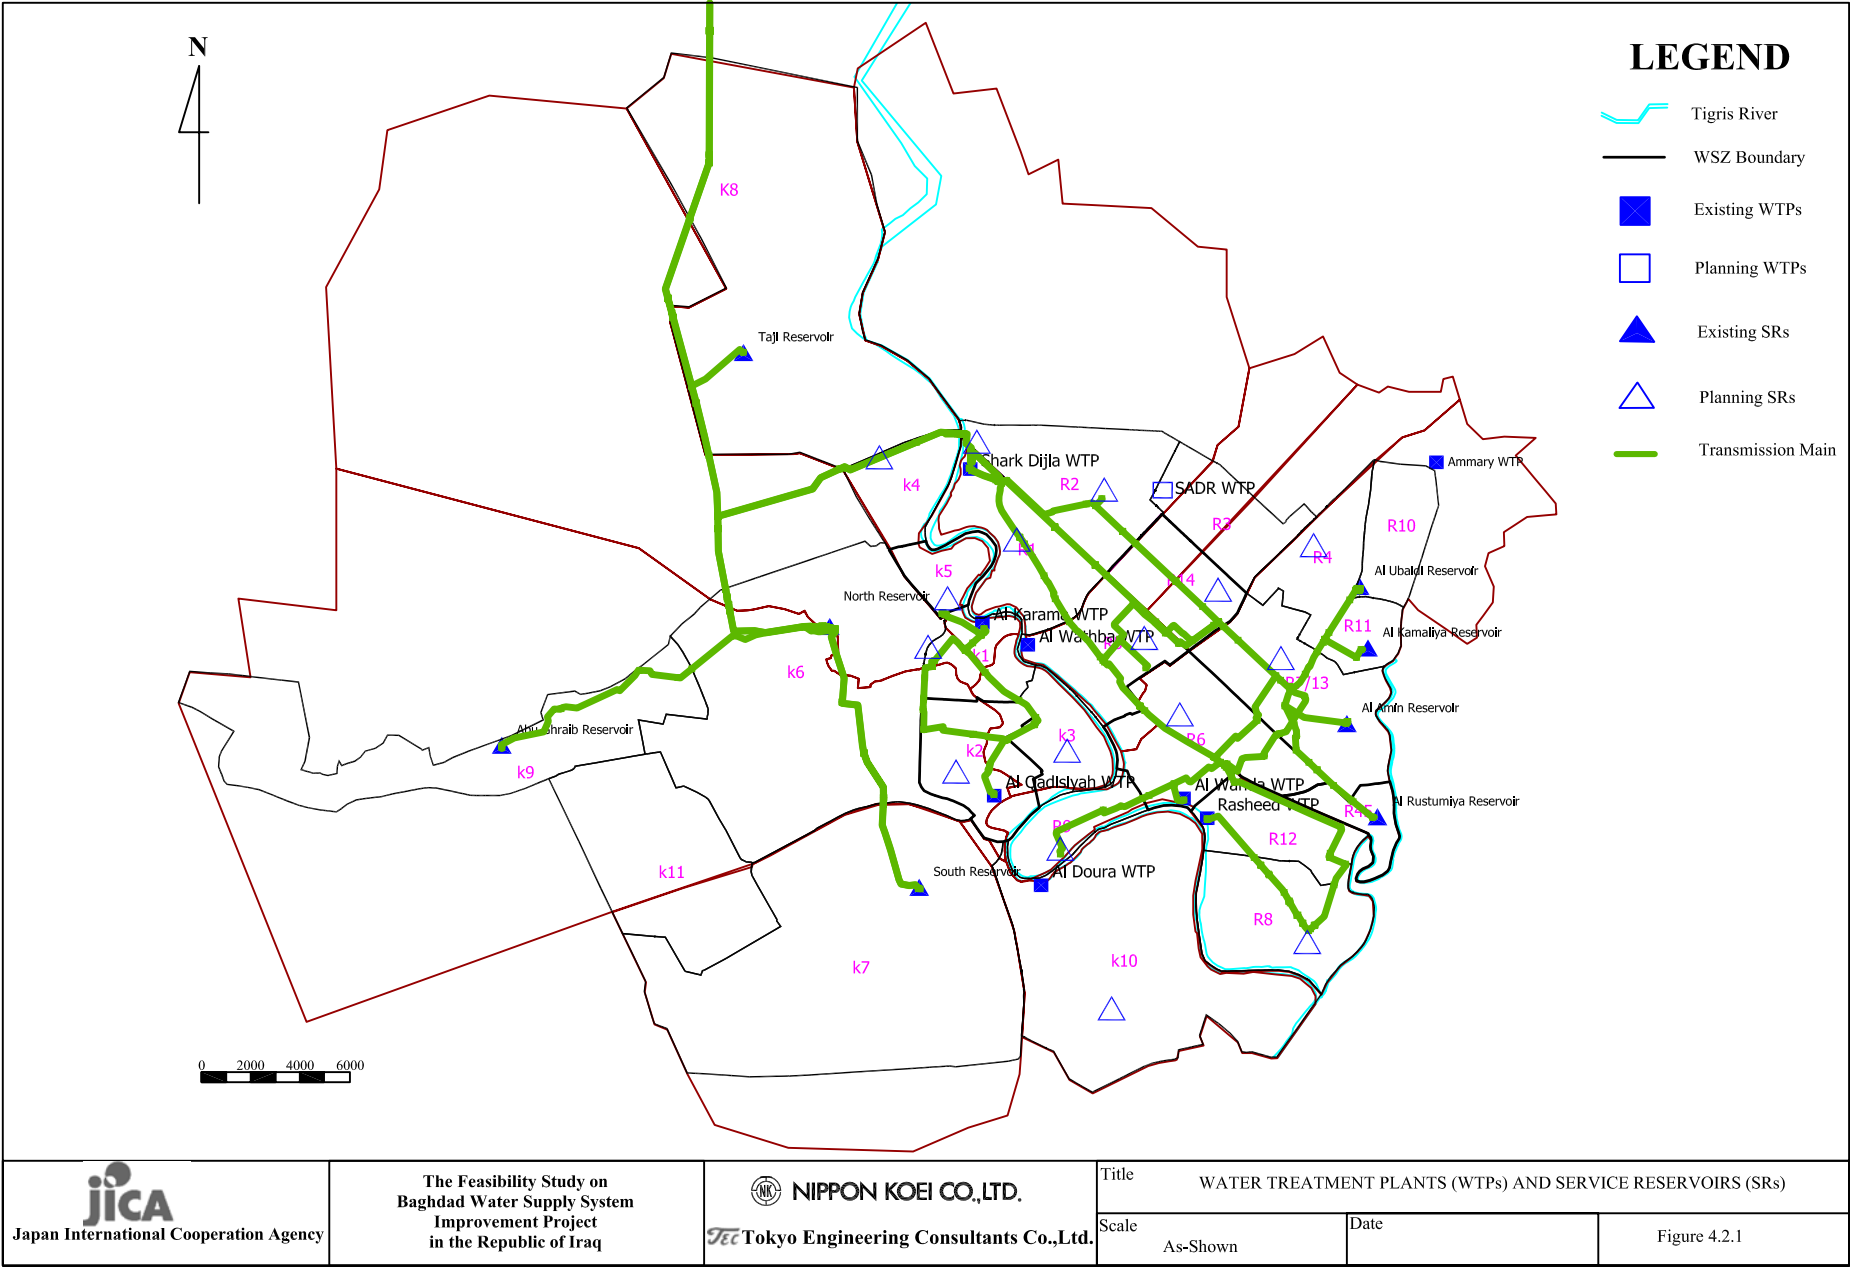 N
LEGEND
Tigris River
WSZ Boundary
Existing WTPs
Planning WTPs
Existing SRs
Planning SRs
Transmission Main
K8
Taji Reservoir
Shark Dijla WTP
k4
R2
SADR WTP
Ammary WTP
R3
R10
R1
R4
k5
R14
Al Ubaidi Reservoir
North Reservoir
Al Karama WTP
R11
Al Kamaliya Reservoir
Al Wathba WTP
k1
k6
R7/13
Al Amin Reservoir
Abu Ghraib Reservoir
k3
R6
k2
k9
Al Qadisiyah WTP
Al Wahda WTP
Rasheed WTP
Al Rustumiya Reservoir
R9
R12
k11
South Reservoir
Al Doura WTP
R8
k7
k10
0 2000 4000 6000
JICA
Japan International Cooperation Agency
The Feasibility Study on
Baghdad Water Supply System
Improvement Project
in the Republic of Iraq
NK NIPPON KOEI CO.,LTD.
TEC Tokyo Engineering Consultants Co.,Ltd.
Title
WATER TREATMENT PLANTS (WTPs) AND SERVICE RESERVOIRS (SRs)
Scale
As-Shown
Date
Figure 4.2.1